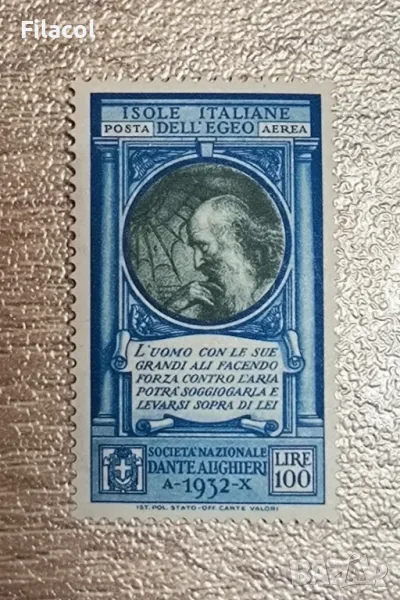 Filacol
ISOLE ITALIANE
POSTA DELL'EGEO AEREA
L'UOMO CON LE SUE
GRANDI ALI FACENDO
FORZA CONTRO L'ARIA
POTRÀ SOGGIOGARLA E
LEVARSI SOPRA DI LEI
SOCIETÀ NAZIONALE
DANTE ALIGHIERI
A-1932-X
LIRE
100
IST. POL. STATO-OFF. CARTE VALORI
bazar